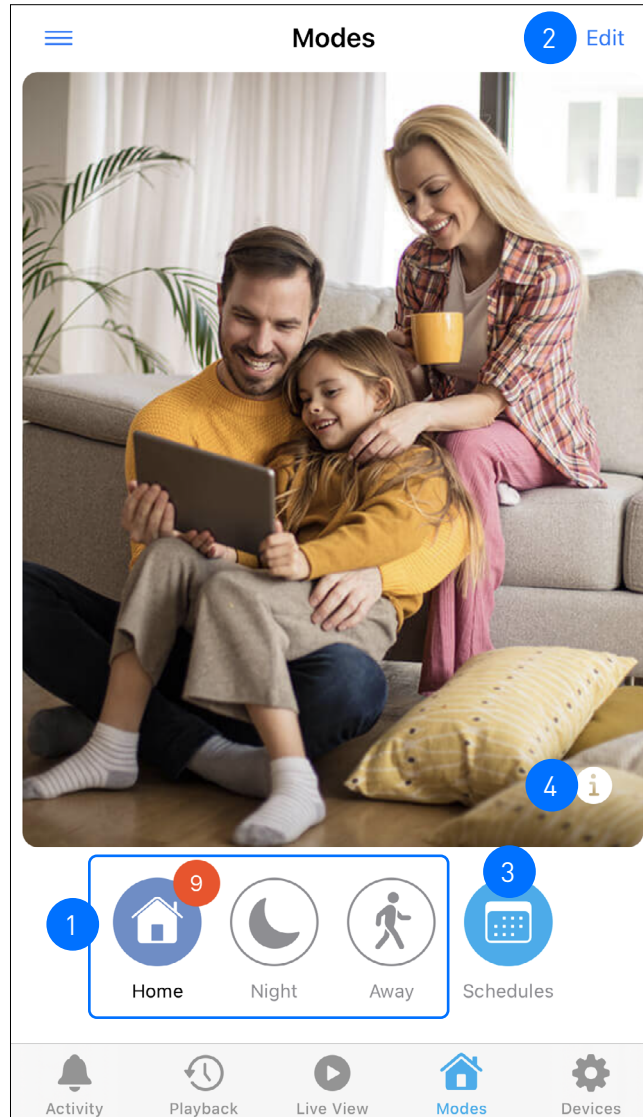 Modes
2
Edit
4
i
9
3
1
Home
Night
Away
Schedules
Activity
Playback
Live View
Modes
Devices